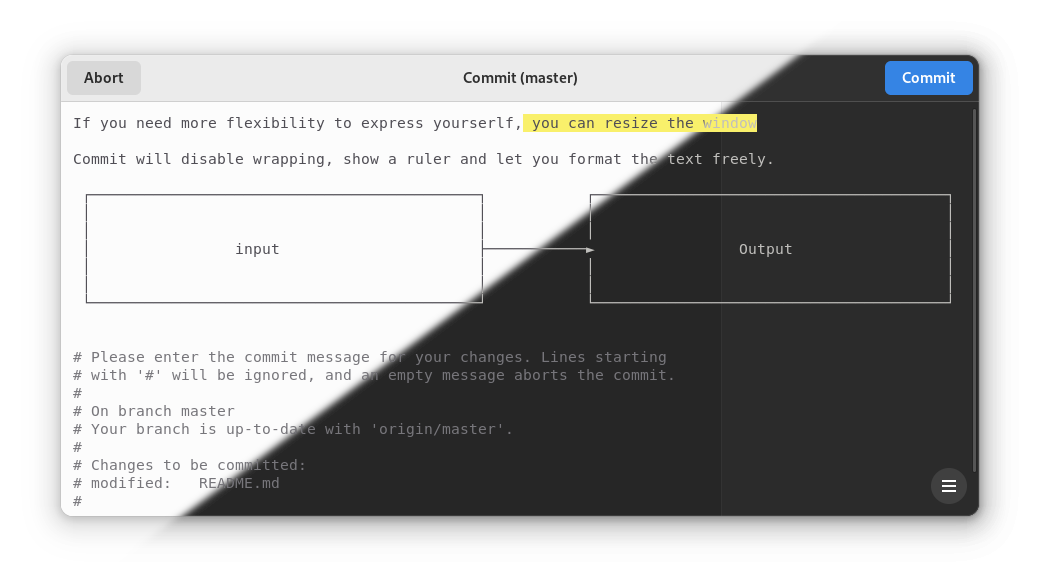 Abort Commit (master) Commit
If you need more flexibility to express yourserlf, you can resize the window
Commit will disable wrapping, show a ruler and let you format the text freely.
input Output
# Please enter the commit message for your changes. Lines starting
# with '#' will be ignored, and an empty message aborts the commit.
#
# On branch master
# Your branch is up-to-date with 'origin/master'.
#
# Changes to be committed:
# modified:   README.md
#